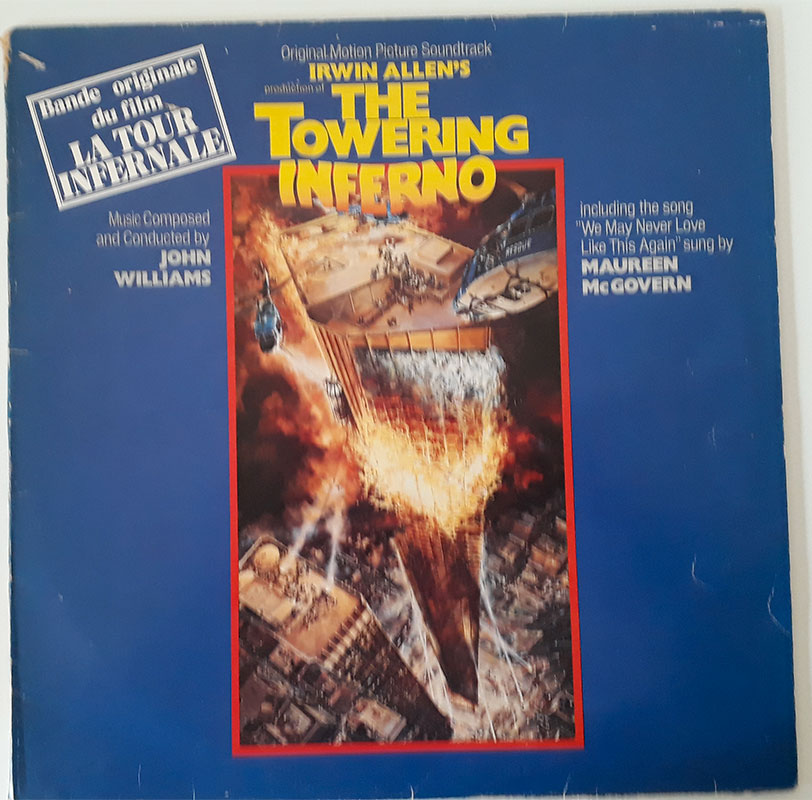 Bande originale
du film
LA TOUR
INFERNALE
Original Motion Picture Soundtrack
IRWIN ALLEN'S
production of
THE
TOWERING
INFERNO
Music Composed
and Conducted by
JOHN
WILLIAMS
including the song
"We May Never Love
Like This Again" sung by
MAUREEN
McGOVERN
RESCUE